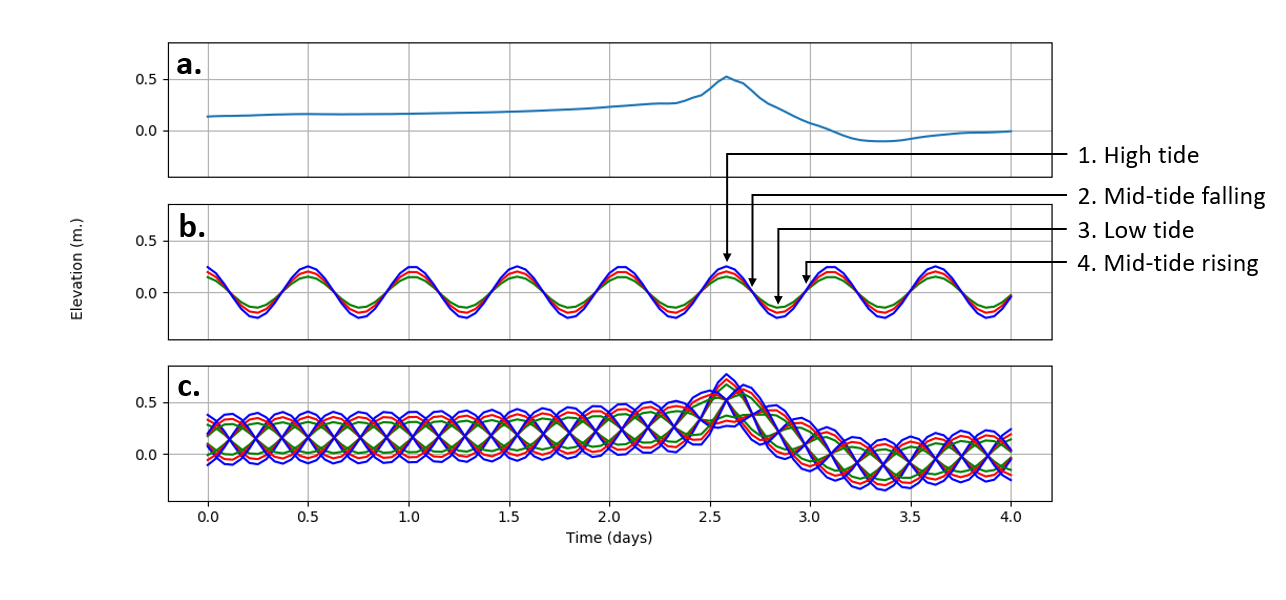 a.
0.5
0.0
1. High tide
2. Mid-tide falling
3. Low tide
4. Mid-tide rising
b.
0.5
0.0
Elevation (m.)
c.
0.5
0.0
0.0 0.5 1.0 1.5 2.0 2.5 3.0 3.5 4.0
Time (days)